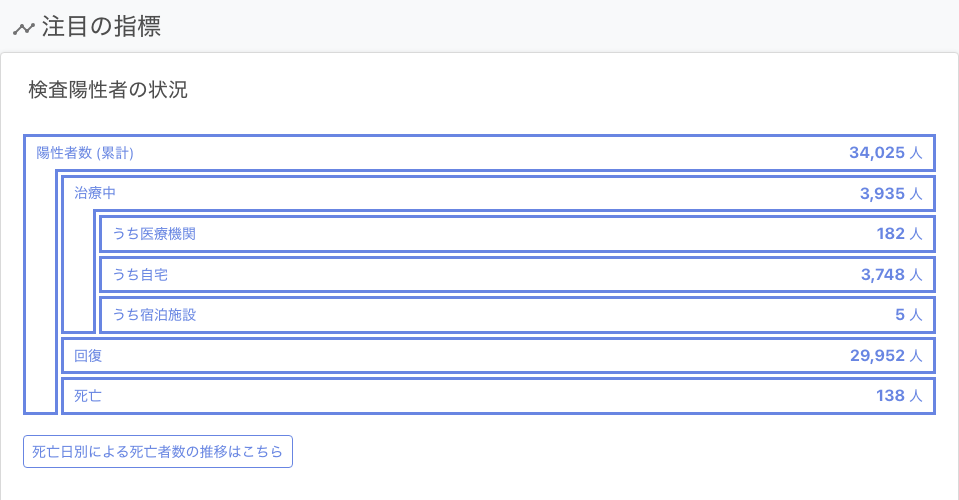 注目の指標
検査陽性者の状況
陽性者数 (累計) 34,025 人
治療中 3,935 人
うち医療機関 182 人
うち自宅 3,748 人
うち宿泊施設 5 人
回復 29,952 人
死亡 138 人
死亡日別による死亡者数の推移はこちら